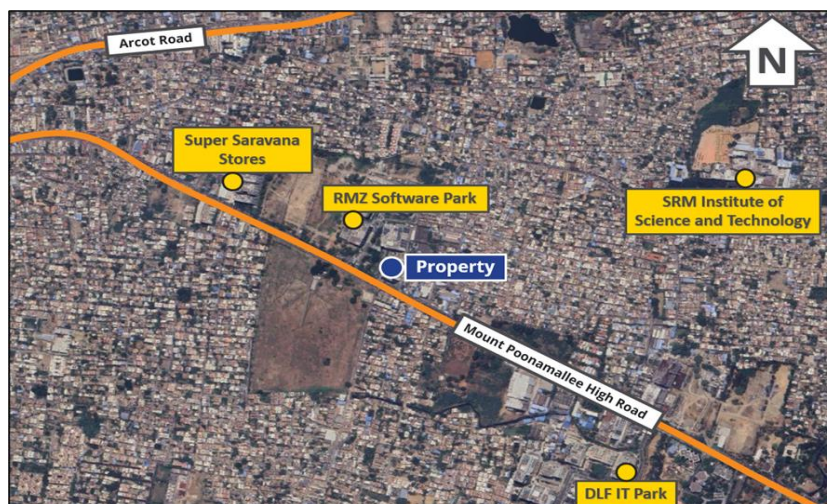 Arcot Road
N
Super Saravana
Stores
RMZ Software Park
SRM Institute of
Science and Technology
Property
Mount Poonamallee High Road
DLF IT Park